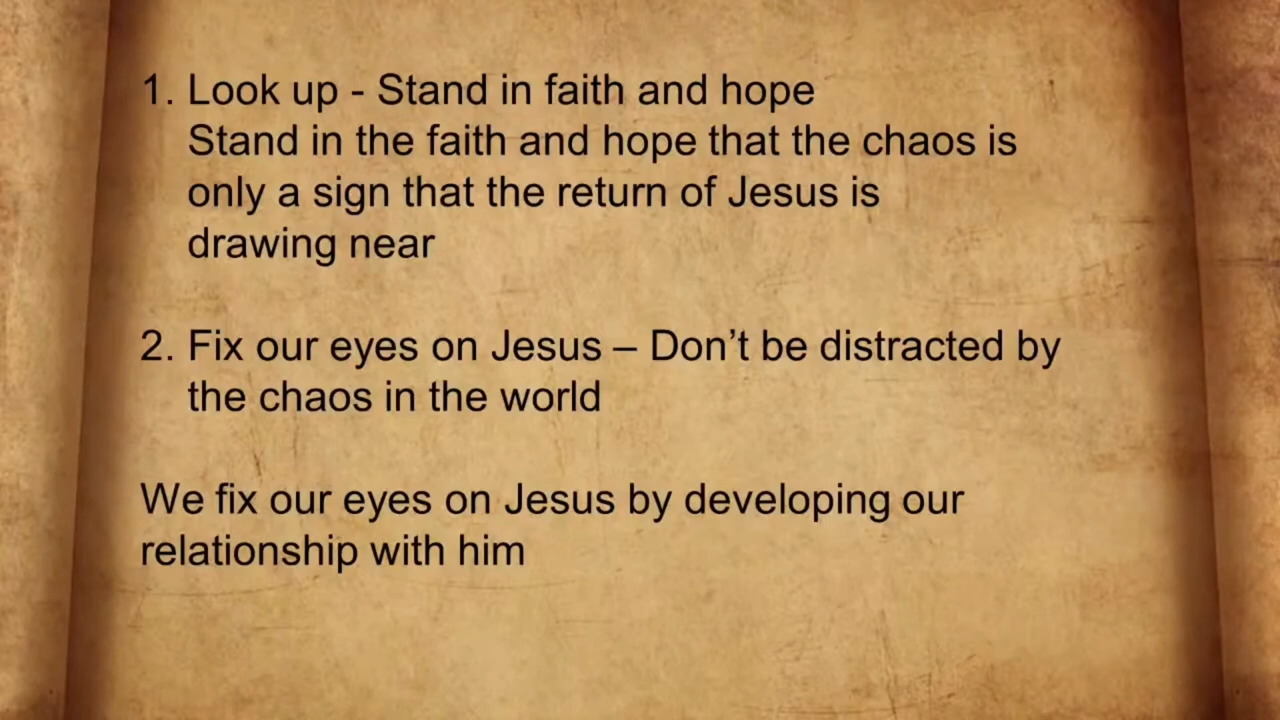 1. Look up - Stand in faith and hope
Stand in the faith and hope that the chaos is
only a sign that the return of Jesus is
drawing near
2. Fix our eyes on Jesus – Don’t be distracted by
the chaos in the world
We fix our eyes on Jesus by developing our
relationship with him